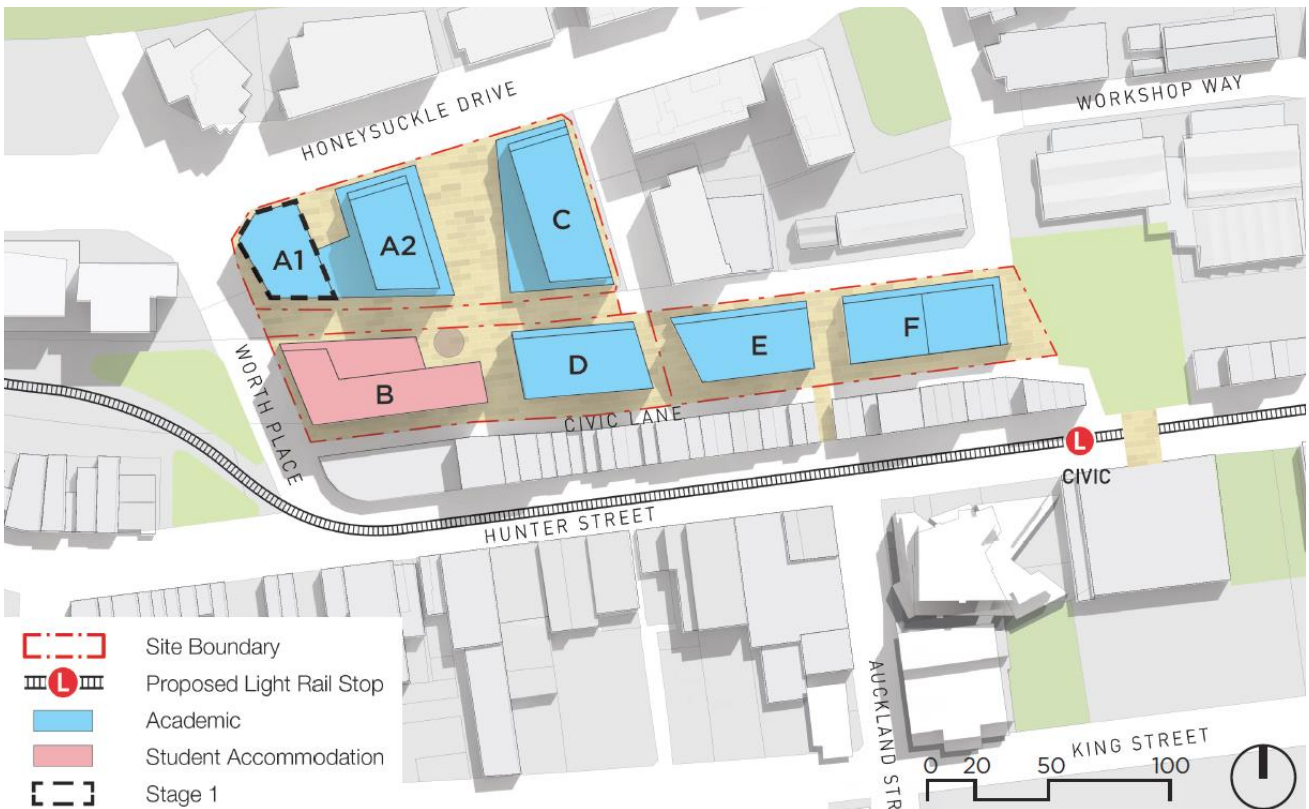 HONEYSUCKLE DRIVE
WORKSHOP WAY
A1
A2
C
B
D
E
F
WORTH PLACE
CIVIC LANE
L
CIVIC
HUNTER STREET
AUCKLAND STR
KING STREET
0 20 50 100
Site Boundary
L Proposed Light Rail Stop
Academic
Student Accommodation
Stage 1